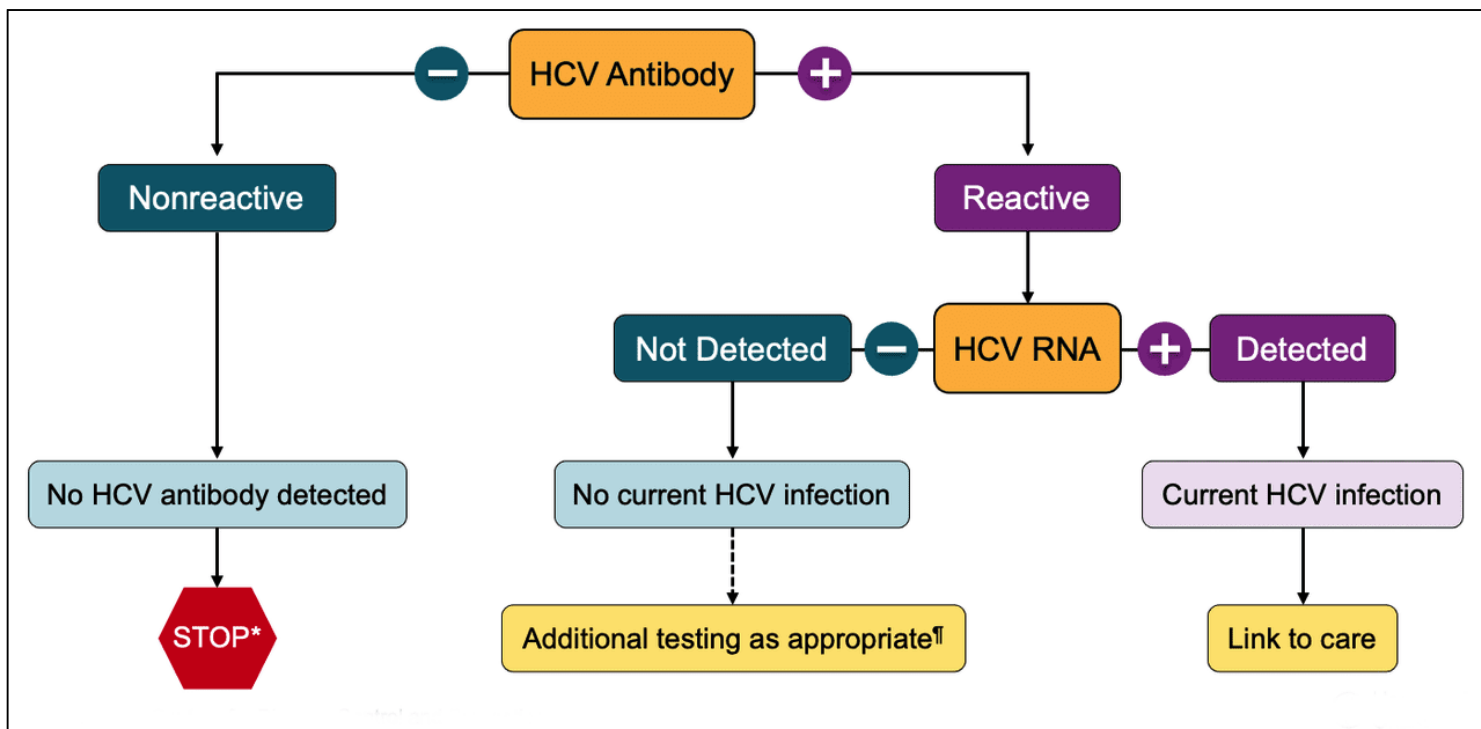 HCV Antibody
Nonreactive
Reactive
Not Detected
HCV RNA
Detected
No HCV antibody detected
No current HCV infection
Current HCV infection
STOP*
Additional testing as appropriate¶
Link to care